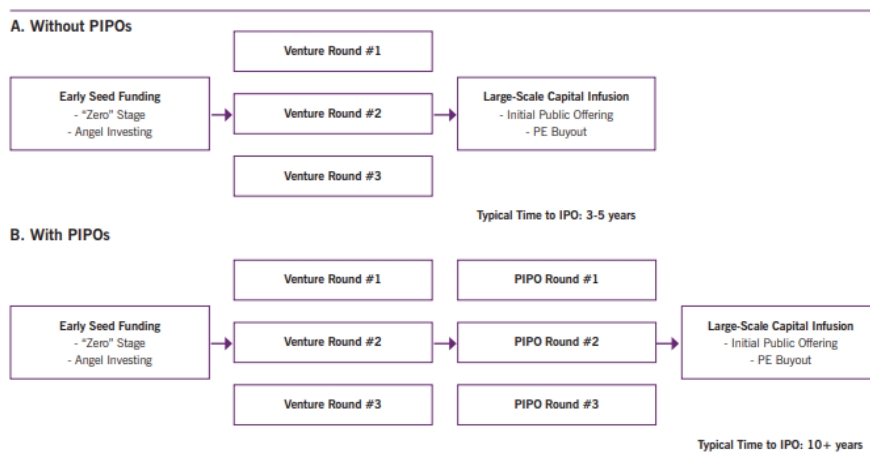 A. Without PIPOs
Venture Round #1
Early Seed Funding
- "Zero" Stage
- Angel Investing
Venture Round #2
Large-Scale Capital Infusion
- Initial Public Offering
- PE Buyout
Venture Round #3
Typical Time to IPO: 3-5 years
B. With PIPOs
Venture Round #1
PIPO Round #1
Early Seed Funding
- "Zero" Stage
- Angel Investing
Venture Round #2
PIPO Round #2
Large-Scale Capital Infusion
- Initial Public Offering
- PE Buyout
Venture Round #3
PIPO Round #3
Typical Time to IPO: 10+ years